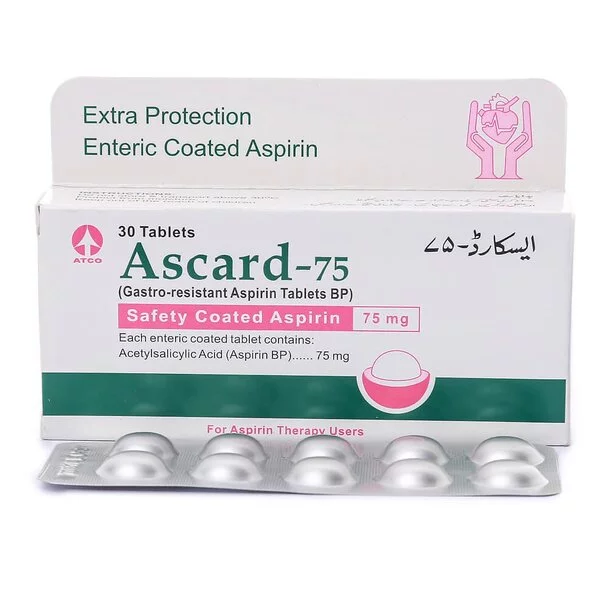 Extra Protection
Enteric Coated Aspirin
INSTRUCTIONS:
30 Tablets
ATCO
Ascard-75
ایسکارڈ-۷۵
(Gastro-resistant Aspirin Tablets BP)
Safety Coated Aspirin 75 mg
Each enteric coated tablet contains:
Acetylsalicylic Acid (Aspirin BP)...... 75 mg
For Aspirin Therapy Users